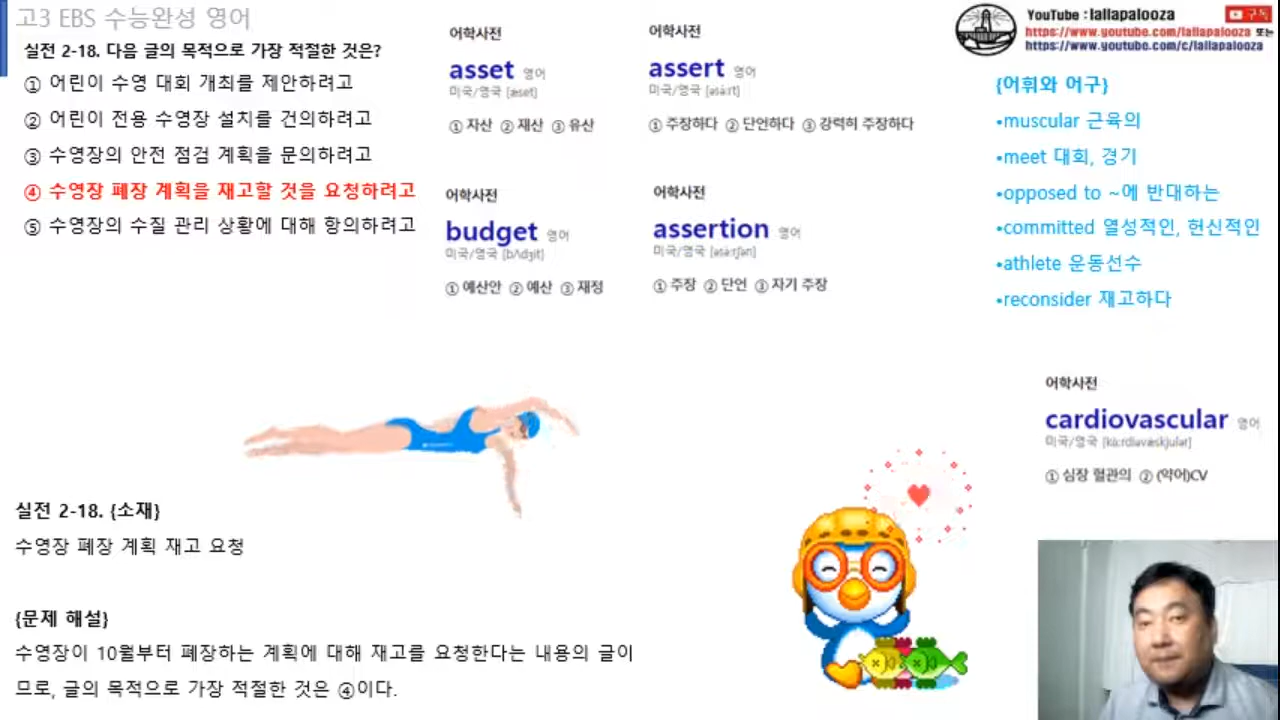 고3 EBS 수능완성 영어
실전 2-18. 다음 글의 목적으로 가장 적절한 것은?
① 어린이 수영 대회 개최를 제안하려고
② 어린이 전용 수영장 설치를 건의하려고
③ 수영장의 안전 점검 계획을 문의하려고
④ 수영장 폐장 계획을 재고할 것을 요청하려고
⑤ 수영장의 수질 관리 상황에 대해 항의하려고
어학사전
asset 영어
미국/영국 [æset]
① 자산 ② 재산 ③ 유산
어학사전
assert 영어
미국/영국 [əsə́ːrt]
① 주장하다 ② 단언하다 ③ 강력히 주장하다
어학사전
budget 영어
미국/영국 [bʌdʒit]
① 예산안 ② 예산 ③ 재정
어학사전
assertion 영어
미국/영국 [əsə́ːrʃən]
① 주장 ② 단언 ③ 자기 주장
YouTube : lallapalooza
구독
https://www.youtube.com/lallapalooza 또는
https://www.youtube.com/c/lallapalooza
{어휘와 어구}
•muscular 근육의
•meet 대회, 경기
•opposed to ~에 반대하는
•committed 열성적인, 헌신적인
•athlete 운동선수
•reconsider 재고하다
어학사전
cardiovascular 영어
미국/영국 [kɑ̀ːrdiəvæskjulər]
① 심장 혈관의 ② (약어)CV
실전 2-18. {소재}
수영장 폐장 계획 재고 요청
{문제 해설}
수영장이 10월부터 폐장하는 계획에 대해 재고를 요청한다는 내용의 글이
므로, 글의 목적으로 가장 적절한 것은 ④이다.